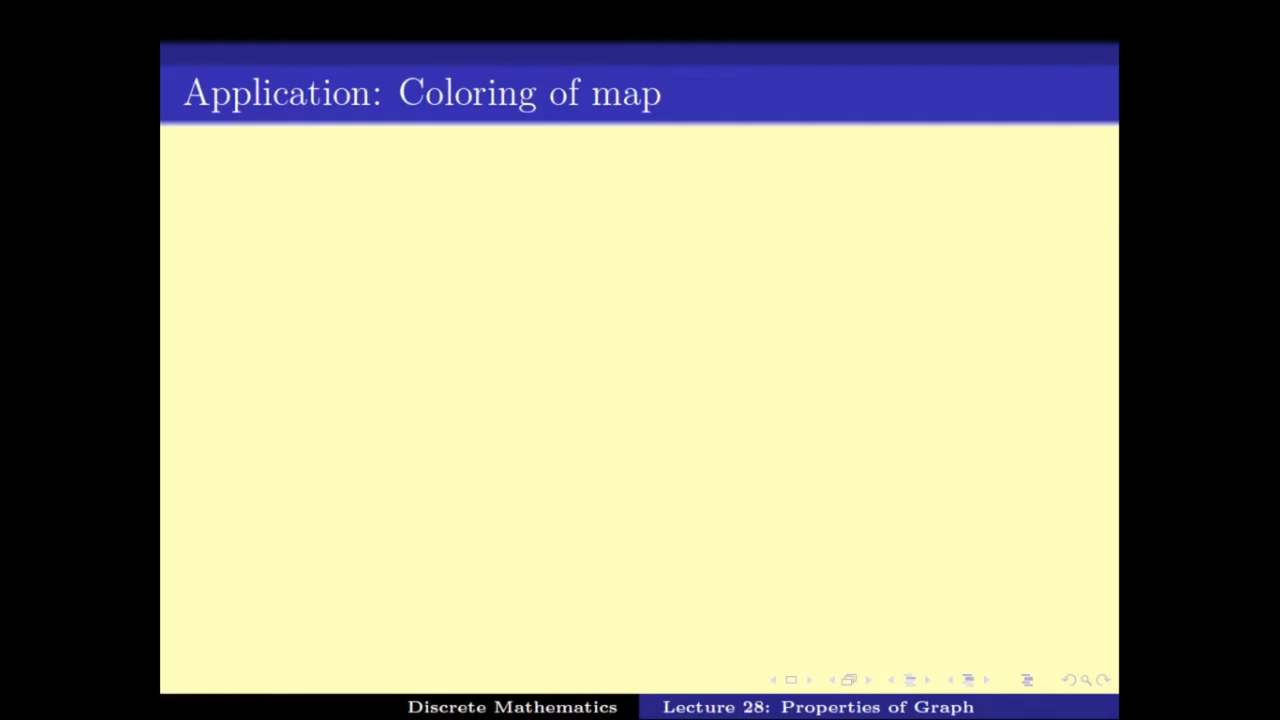 Application: Coloring of map
Discrete Mathematics
Lecture 28: Properties of Graph